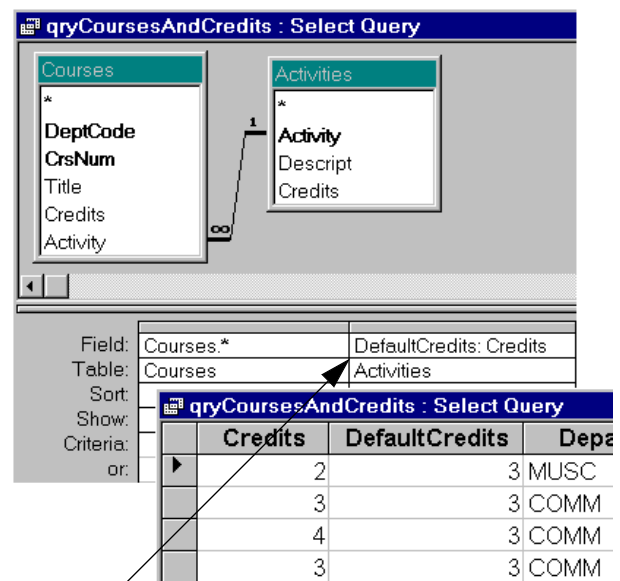 qryCoursesAndCredits : Select Query
Courses
*
DeptCode
CrsNum
Title
Credits
Activity
1
∞
Activities
*
Activity
Descript
Credits
Field: Courses.* DefaultCredits: Credits
Table: Courses Activities
Sort:
Show:
Criteria:
or:
qryCoursesAndCredits : Select Query
Credits DefaultCredits Depa
2 3 MUSC
3 3 COMM
4 3 COMM
3 3 COMM